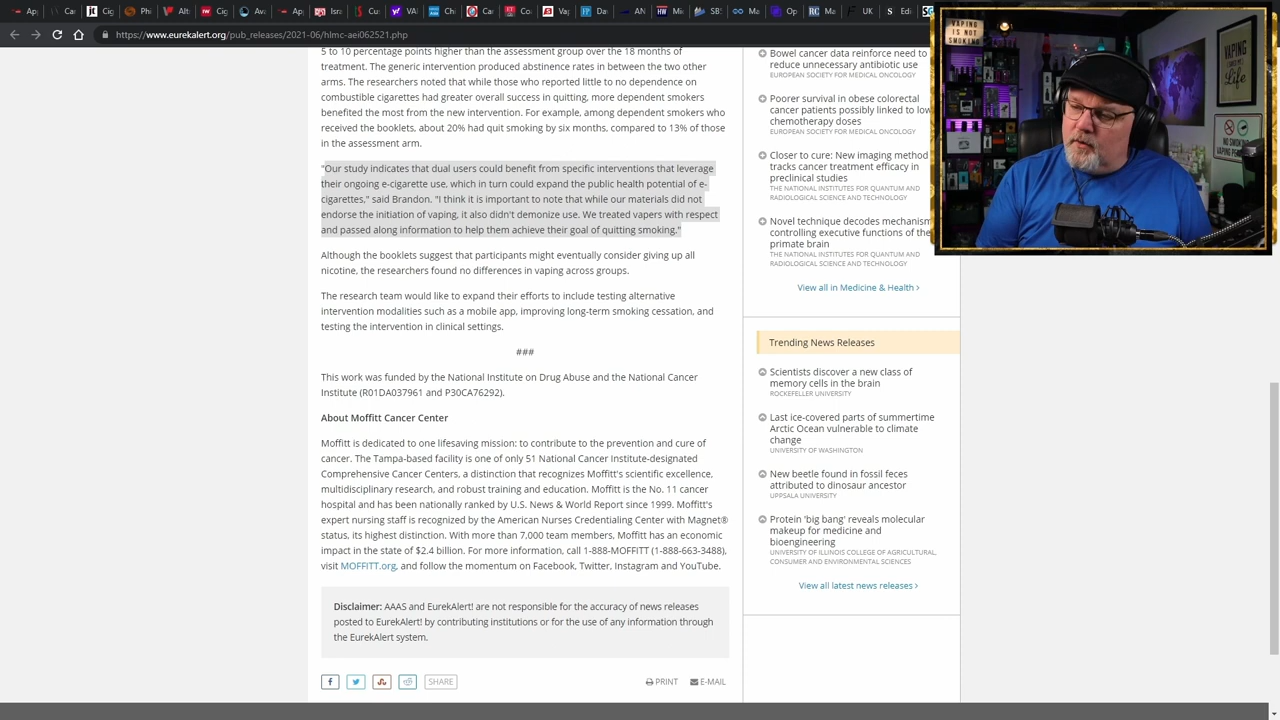 Ap
Ca
Alt
Fi
Sti
VA
Ch
Ca
Co
Va
Da
An
Mi
SB
Op
RC
Mo
https://www.eurekalert.org/pub_releases/2021-06/hlmc-aei062521.php
5 to 10 percentage points higher than the assessment group over the 18 months of
treatment. The generic intervention produced abstinence rates in between the two other
arms. The researchers noted that while those who reported little to no dependence on
combustible cigarettes had greater overall success in quitting, more dependent smokers
benefited the most from the new intervention. For example, among dependent smokers who
received the booklets, about 20% had quit smoking by six months, compared to 13% of those
in the assessment arm.
"Our study indicates that dual users could benefit from specific interventions that leverage
their ongoing e-cigarette use, which in turn could expand the public health potential of e-
cigarettes," said Brandon. "I think it is important to note that while our materials did not
endorse the initiation of vaping, it also didn't demonize use. We treated vapers with respect
and passed along information to help them achieve their goal of quitting smoking."
Although the booklets suggest that participants might eventually consider giving up all
nicotine, the researchers found no differences in vaping across groups.
The research team would like to expand their efforts to include testing alternative
intervention modalities such as a mobile app, improving long-term smoking cessation, and
testing the intervention in clinical settings.
###
This work was funded by the National Institute on Drug Abuse and the National Cancer
Institute (R01DA037961 and P30CA76292).
About Moffitt Cancer Center
Moffitt is dedicated to one lifesaving mission: to contribute to the prevention and cure of
cancer. The Tampa-based facility is one of only 51 National Cancer Institute-designated
Comprehensive Cancer Centers, a distinction that recognizes Moffitt's scientific excellence,
multidisciplinary research, and robust training and education. Moffitt is the No. 11 cancer
hospital and has been nationally ranked by U.S. News & World Report since 1999. Moffitt's
expert nursing staff is recognized by the American Nurses Credentialing Center with Magnet®
status, its highest distinction. With more than 7,000 team members, Moffitt has an economic
impact in the state of $2.4 billion. For more information, call 1-888-MOFFITT (1-888-663-3488),
visit MOFFITT.org, and follow the momentum on Facebook, Twitter, Instagram and YouTube.
Disclaimer: AAAS and EurekAlert! are not responsible for the accuracy of news releases
posted to EurekAlert! by contributing institutions or for the use of any information through
the EurekAlert system.
SHARE
PRINT
E-MAIL
Bowel cancer data reinforce need to
reduce unnecessary antibiotic use
EUROPEAN SOCIETY FOR MEDICAL ONCOLOGY
Poorer survival in obese colorectal
cancer patients possibly linked to low
chemotherapy doses
EUROPEAN SOCIETY FOR MEDICAL ONCOLOGY
Closer to cure: New imaging method
tracks cancer treatment efficacy in
preclinical studies
THE NATIONAL INSTITUTES FOR QUANTUM AND
RADIOLOGICAL SCIENCE AND TECHNOLOGY
Novel technique decodes mechanism
controlling executive functions of the
primate brain
THE NATIONAL INSTITUTES FOR QUANTUM AND
RADIOLOGICAL SCIENCE AND TECHNOLOGY
View all in Medicine & Health
Trending News Releases
Scientists discover a new class of
memory cells in the brain
ROCKEFELLER UNIVERSITY
Last ice-covered parts of summertime
Arctic Ocean vulnerable to climate
change
UNIVERSITY OF WASHINGTON
New beetle found in fossil feces
attributed to dinosaur ancestor
UPPSALA UNIVERSITY
Protein 'big bang' reveals molecular
makeup for medicine and
bioengineering
UNIVERSITY OF ILLINOIS COLLEGE OF AGRICULTURAL,
CONSUMER AND ENVIRONMENTAL SCIENCES
View all latest news releases
VAPING
IS NOT
SMOKING
VAPING
Life
NO SMOKING
VAPING